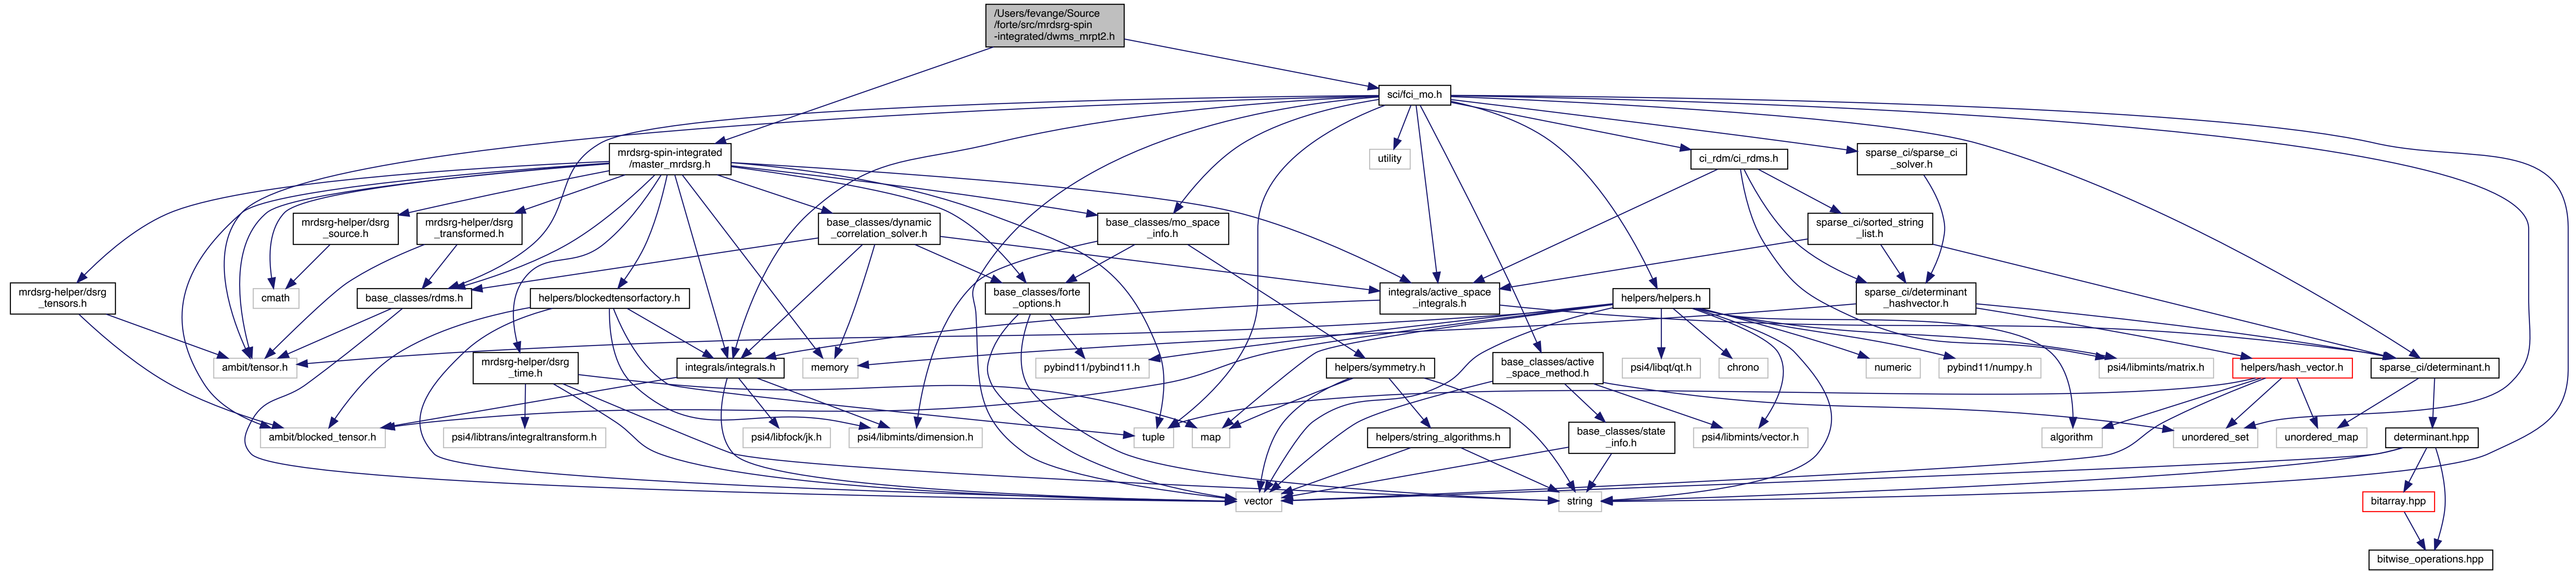 /Users/fevange/Source
/forte/src/mrdsrg-spin
-integrated/dwms_mrpt2.h
sci/fci_mo.h
mrdsrg-spin-integrated
/master_mrdsrg.h
utility
ci_rdm/ci_rdms.h
sparse_ci/sparse_ci
_solver.h
mrdsrg-helper/dsrg
_source.h
mrdsrg-helper/dsrg
_transformed.h
base_classes/dynamic
_correlation_solver.h
base_classes/mo_space
_info.h
sparse_ci/sorted_string
_list.h
mrdsrg-helper/dsrg
_tensors.h
cmath
base_classes/rdms.h
helpers/blockedtensorfactory.h
base_classes/forte
_options.h
integrals/active_space
_integrals.h
helpers/helpers.h
sparse_ci/determinant
_hashvector.h
ambit/tensor.h
mrdsrg-helper/dsrg
_time.h
integrals/integrals.h
memory
pybind11/pybind11.h
helpers/symmetry.h
base_classes/active
_space_method.h
psi4/libqt/qt.h
chrono
numeric
pybind11/numpy.h
psi4/libmints/matrix.h
helpers/hash_vector.h
sparse_ci/determinant.h
ambit/blocked_tensor.h
psi4/libtrans/integraltransform.h
psi4/libfock/jk.h
psi4/libmints/dimension.h
tuple
map
helpers/string_algorithms.h
base_classes/state
_info.h
psi4/libmints/vector.h
algorithm
unordered_set
unordered_map
determinant.hpp
vector
string
bitarray.hpp
bitwise_operations.hpp